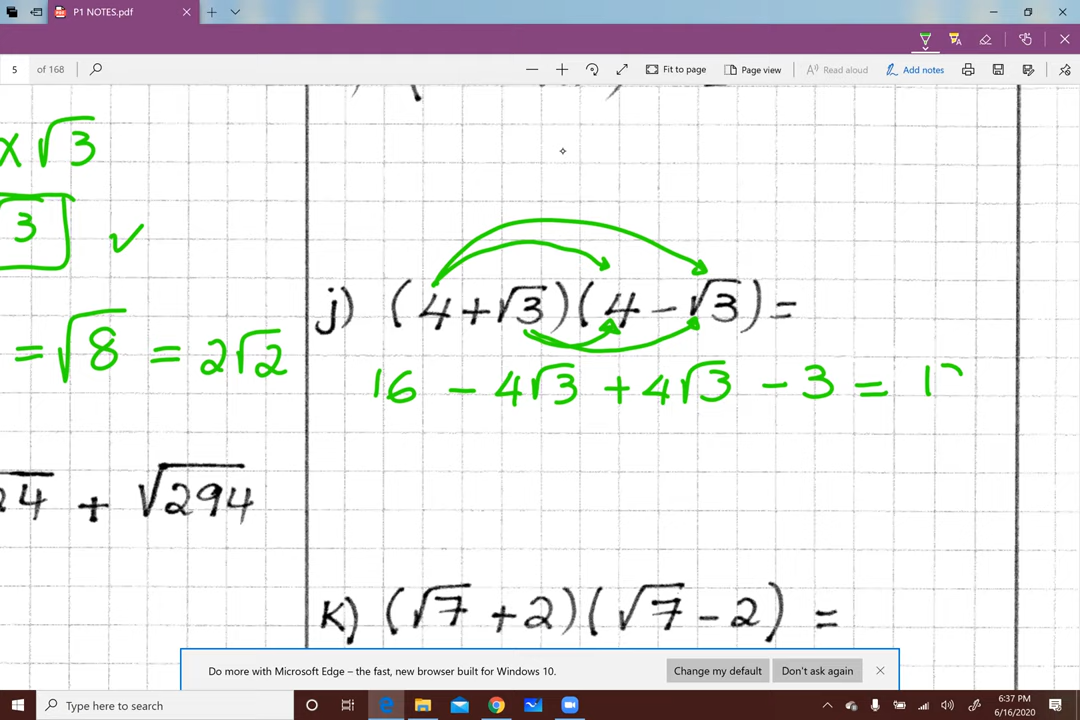 P1 NOTES.pdf
5 of 168
Fit to page
Page view
Read aloud
Add notes
x √3
3 ✓
j) (4+√3)(4-√3)=
= √8 = 2√2
16 - 4√3 + 4√3 - 3 =
24 + √294
k) (√7 +2)(√7 -2) =
Do more with Microsoft Edge – the fast, new browser built for Windows 10.
Change my default
Don't ask again
Type here to search
6:37 PM
6/16/2020